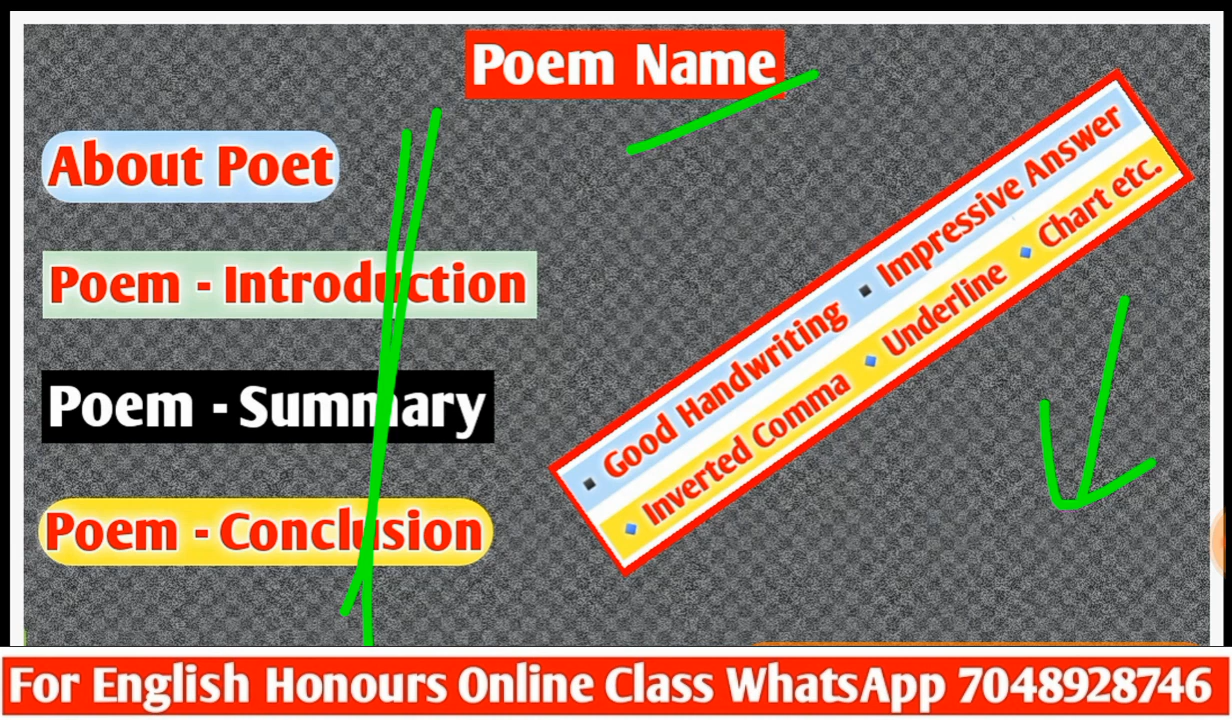 Poem Name
About Poet
Poem - Introduction
Poem - Summary
Poem - Conclusion
▪ Good Handwriting ▪ Impressive Answer
🔹 Inverted Comma 🔹 Underline 🔹 Chart etc.
For English Honours Online Class WhatsApp 7048928746